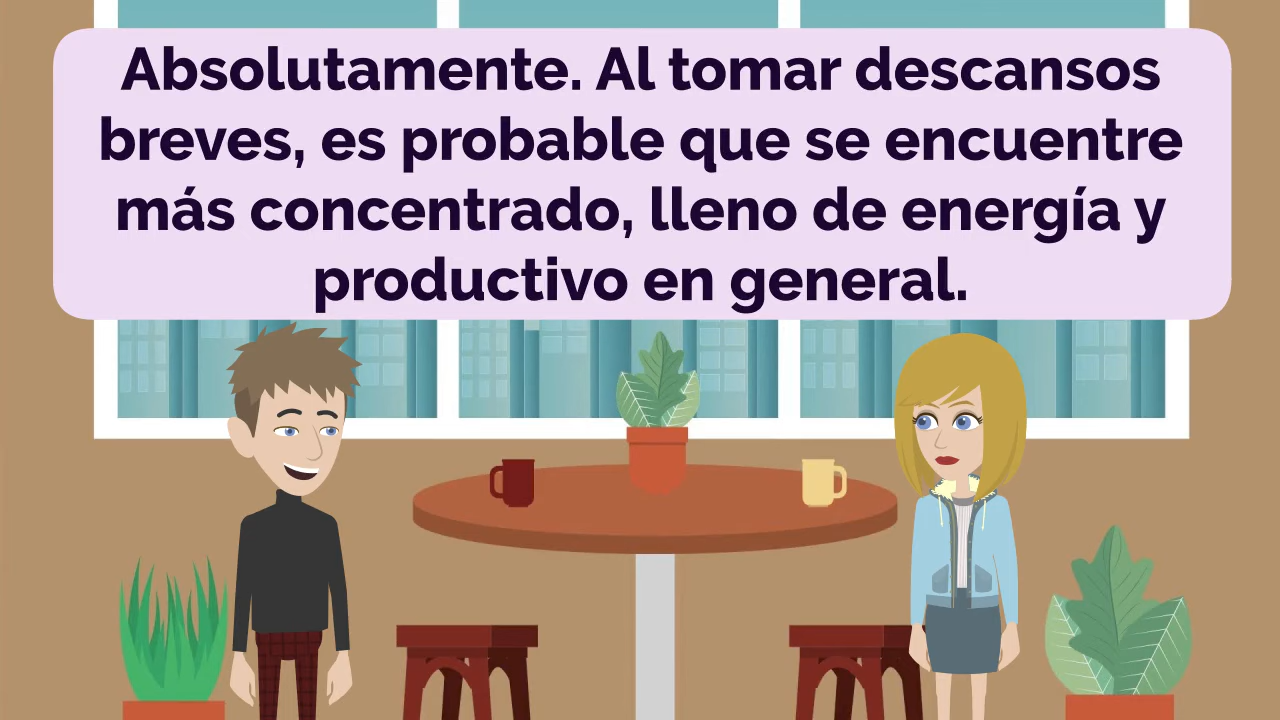 Absolutamente. Al tomar descansos
breves, es probable que se encuentre
más concentrado, lleno de energía y
productivo en general.